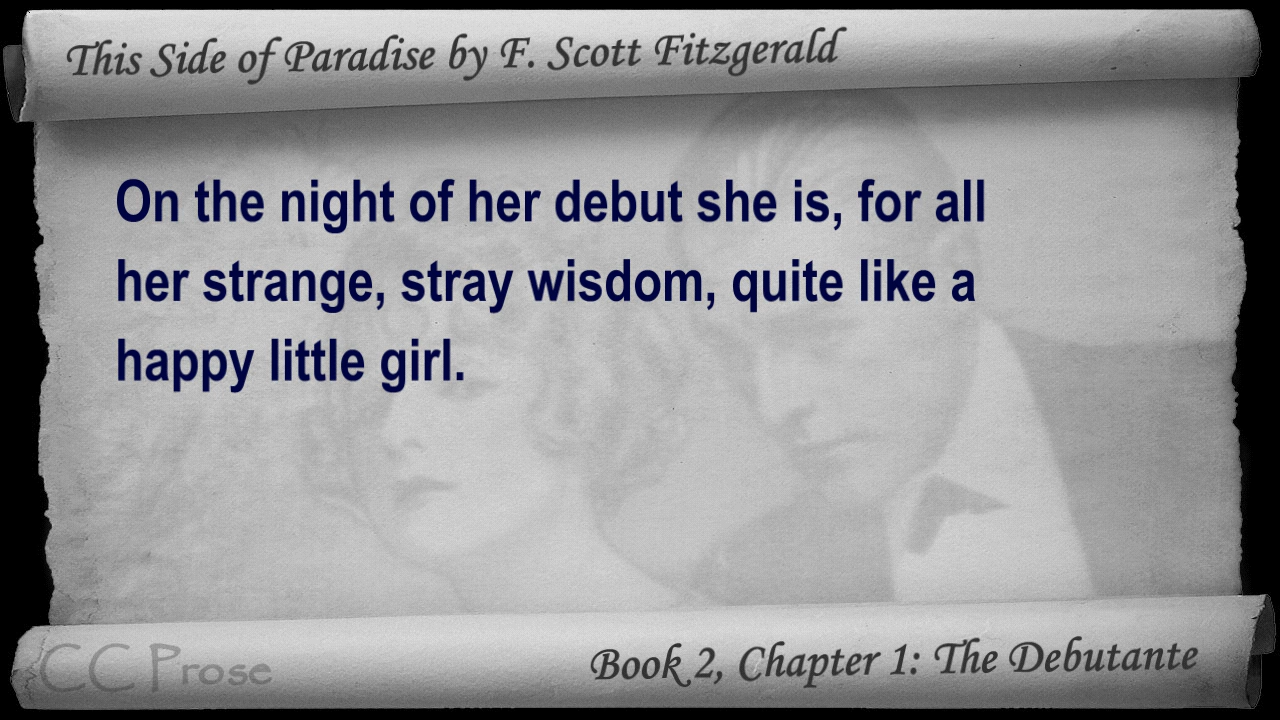 This Side of Paradise by F. Scott Fitzgerald
On the night of her debut she is, for all
her strange, stray wisdom, quite like a
happy little girl.
CC Prose
Book 2, Chapter 1: The Debutante